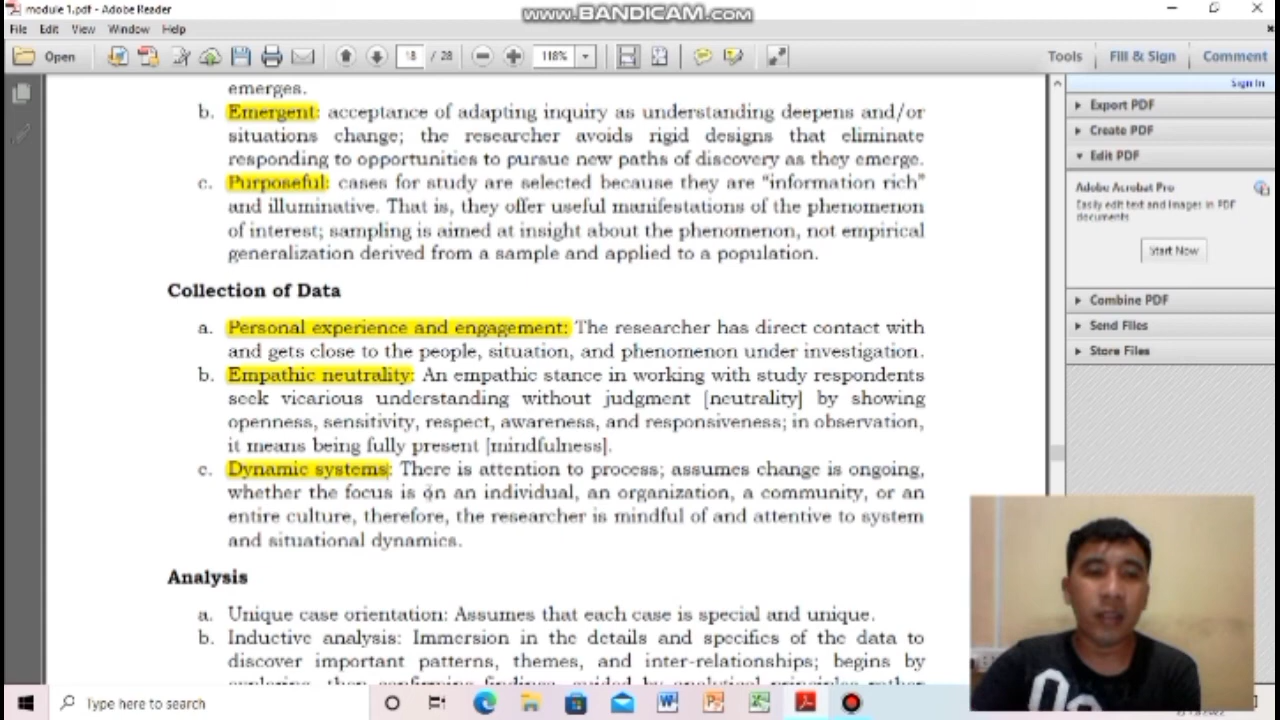 module 1.pdf - Adobe Reader
www.BANDICAM.com
File Edit View Window Help
Open
18 / 28
118%
Tools Fill & Sign Comment
Sign In
emerges.
b. Emergent: acceptance of adapting inquiry as understanding deepens and/or
situations change; the researcher avoids rigid designs that eliminate
responding to opportunities to pursue new paths of discovery as they emerge.
c. Purposeful: cases for study are selected because they are “information rich”
and illuminative. That is, they offer useful manifestations of the phenomenon
of interest; sampling is aimed at insight about the phenomenon, not empirical
generalization derived from a sample and applied to a population.
Collection of Data
a. Personal experience and engagement: The researcher has direct contact with
and gets close to the people, situation, and phenomenon under investigation.
b. Empathic neutrality: An empathic stance in working with study respondents
seek vicarious understanding without judgment [neutrality] by showing
openness, sensitivity, respect, awareness, and responsiveness; in observation,
it means being fully present [mindfulness].
c. Dynamic systems: There is attention to process; assumes change is ongoing,
whether the focus is on an individual, an organization, a community, or an
entire culture, therefore, the researcher is mindful of and attentive to system
and situational dynamics.
Analysis
a. Unique case orientation: Assumes that each case is special and unique.
b. Inductive analysis: Immersion in the details and specifics of the data to
discover important patterns, themes, and inter-relationships; begins by
exploring, then confirming findings, guided by analytical principles rather
Export PDF
Create PDF
Edit PDF
Adobe Acrobat Pro
Easily edit text and images in PDF
documents
Start Now
Combine PDF
Send Files
Store Files
Type here to search